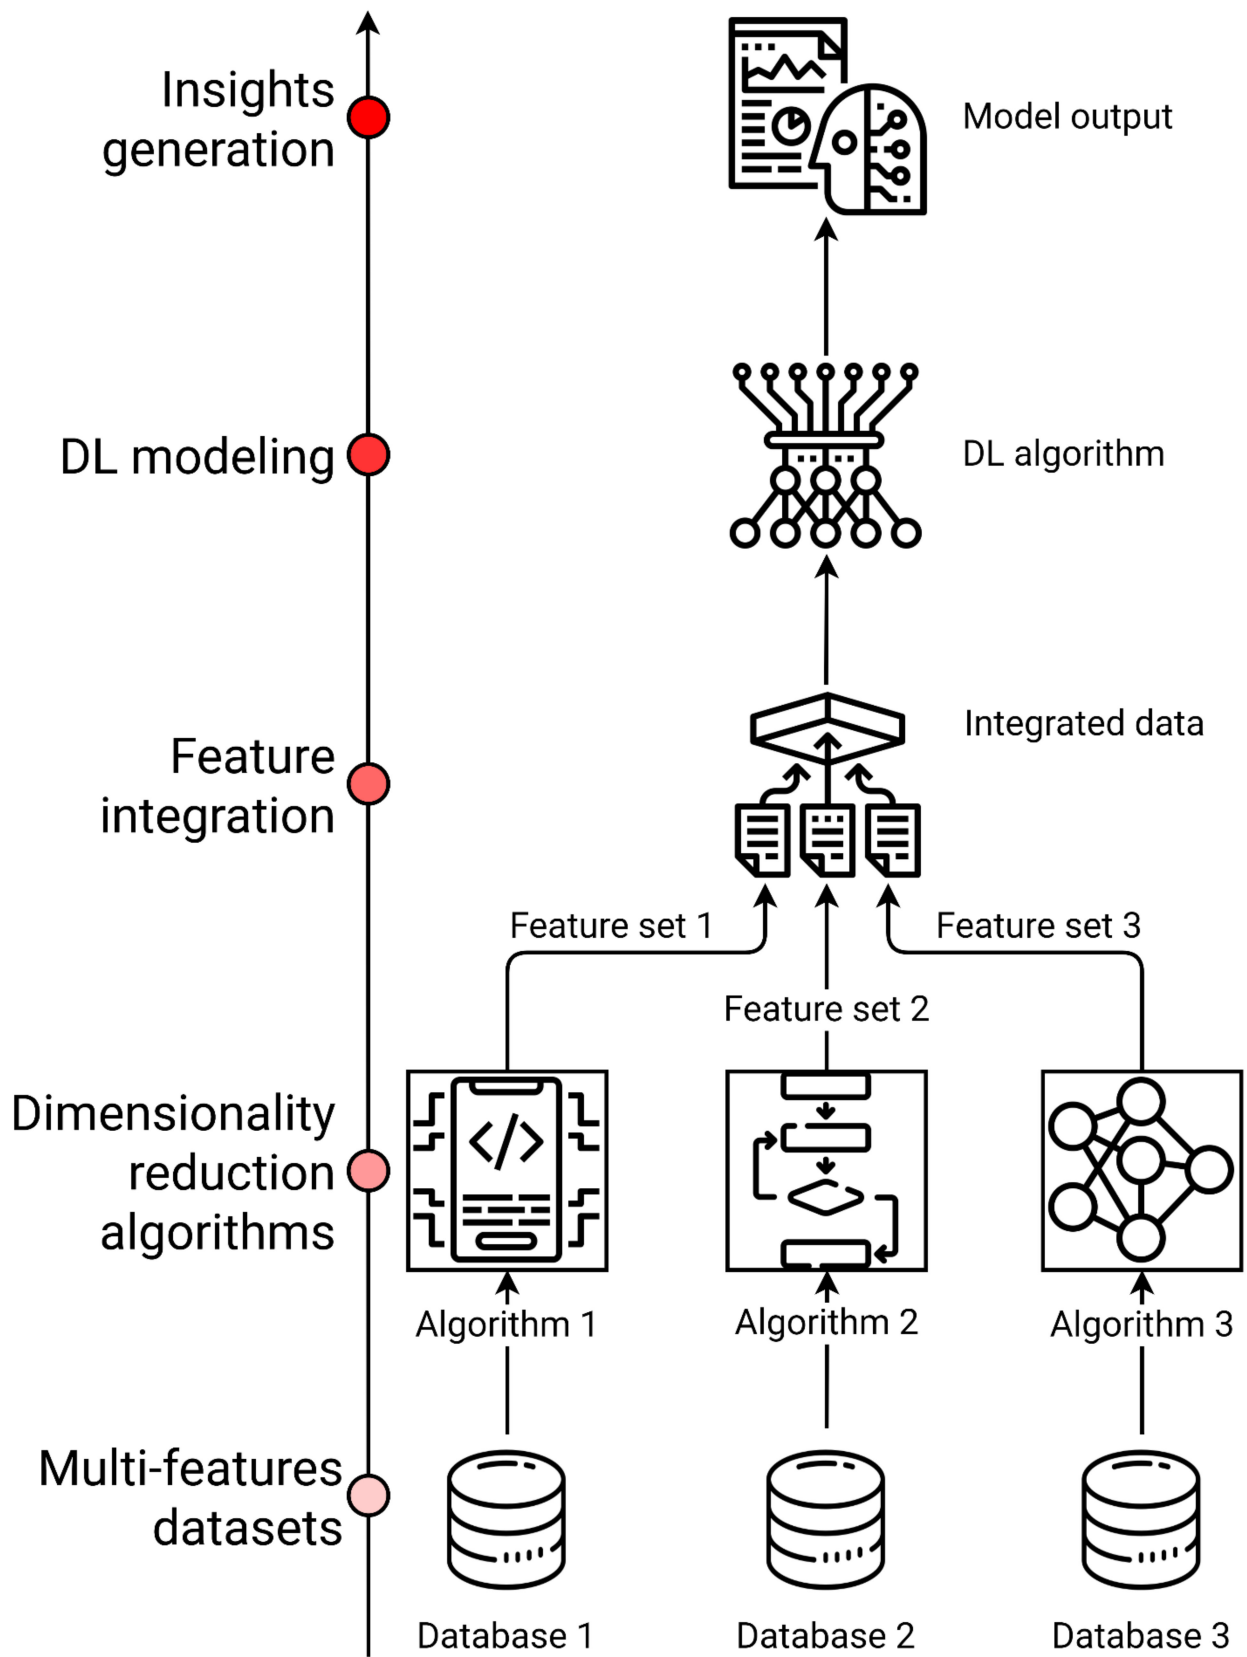 Insights
generation
Model output
DL modeling
DL algorithm
Feature
integration
Integrated data
Feature set 1
Feature set 3
Feature set 2
Dimensionality
reduction
algorithms
Algorithm 1
Algorithm 2
Algorithm 3
Multi-features
datasets
Database 1
Database 2
Database 3